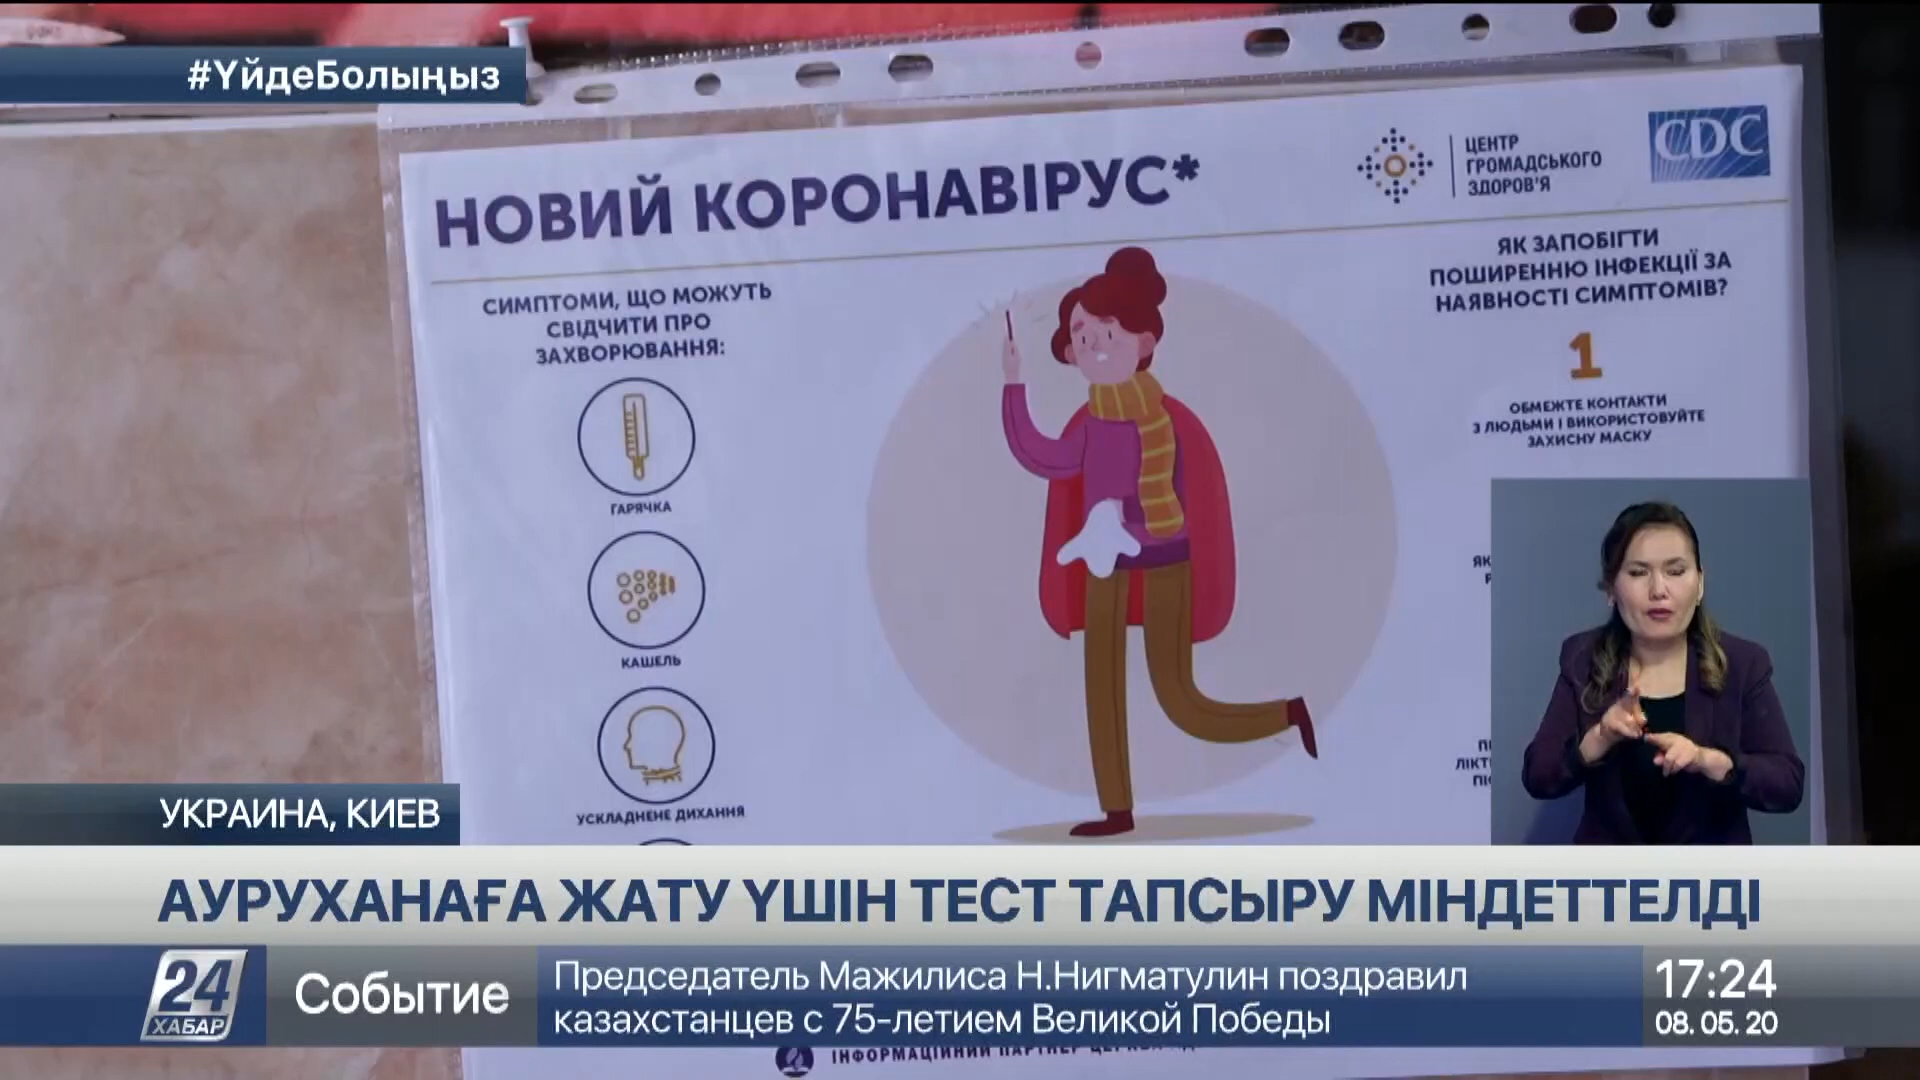 #ҮйдеБолыңыз
НОВИЙ КОРОНАВІРУС*
ЦЕНТР
ГРОМАДСЬКОГО
ЗДОРОВ'Я
CDC
СИМПТОМИ, ЩО МОЖУТЬ
СВІДЧИТИ ПРО
ЗАХВОРЮВАННЯ:
ГАРЯЧКА
КАШЕЛЬ
УСКЛАДНЕНЕ ДИХАННЯ
ЯК ЗАПОБІГТИ
ПОШИРЕННЮ ІНФЕКЦІЇ ЗА
НАЯВНОСТІ СИМПТОМІВ?
1
ОБМЕЖТЕ КОНТАКТИ
З ЛЮДЬМИ І ВИКОРИСТОВУЙТЕ
ЗАХИСНУ МАСКУ
УКРАИНА, КИЕВ
АУРУХАНАҒА ЖАТУ ҮШІН ТЕСТ ТАПСЫРУ МІНДЕТТЕЛДІ
24
ХАБАР
Событие
Председатель Мажилиса Н.Нигматулин поздравил
казахстанцев с 75-летием Великой Победы
17:24
08. 05. 20
ІНФОРМАЦІЙНИЙ ПАРТНЕР